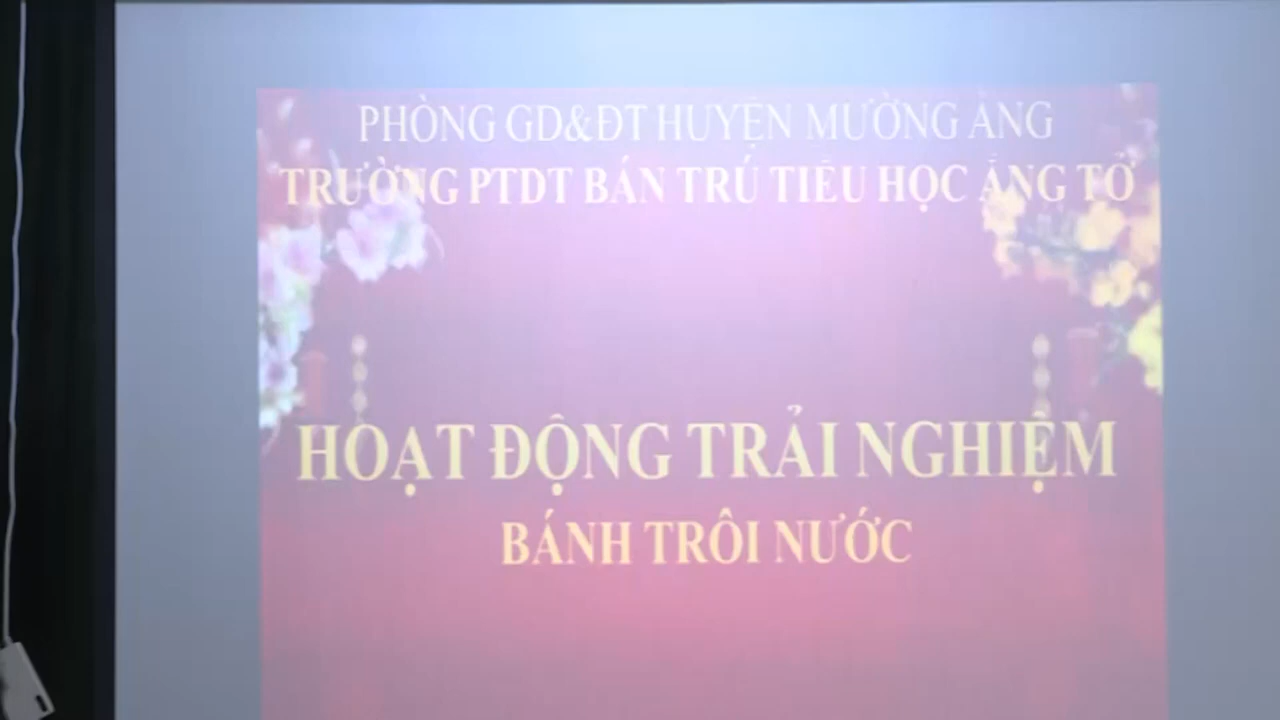 PHÒNG GD&ĐT HUYỆN MƯỜNG ẢNG
TRƯỜNG PTDT BÁN TRÚ TIỂU HỌC ẲNG TỞ
HOẠT ĐỘNG TRẢI NGHIỆM
BÁNH TRÔI NƯỚC